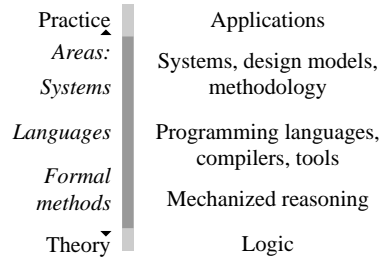 Practice
Applications
Areas:
Systems, design models,
methodology
Systems
Languages
Programming languages,
compilers, tools
Formal
methods
Mechanized reasoning
Theory
Logic